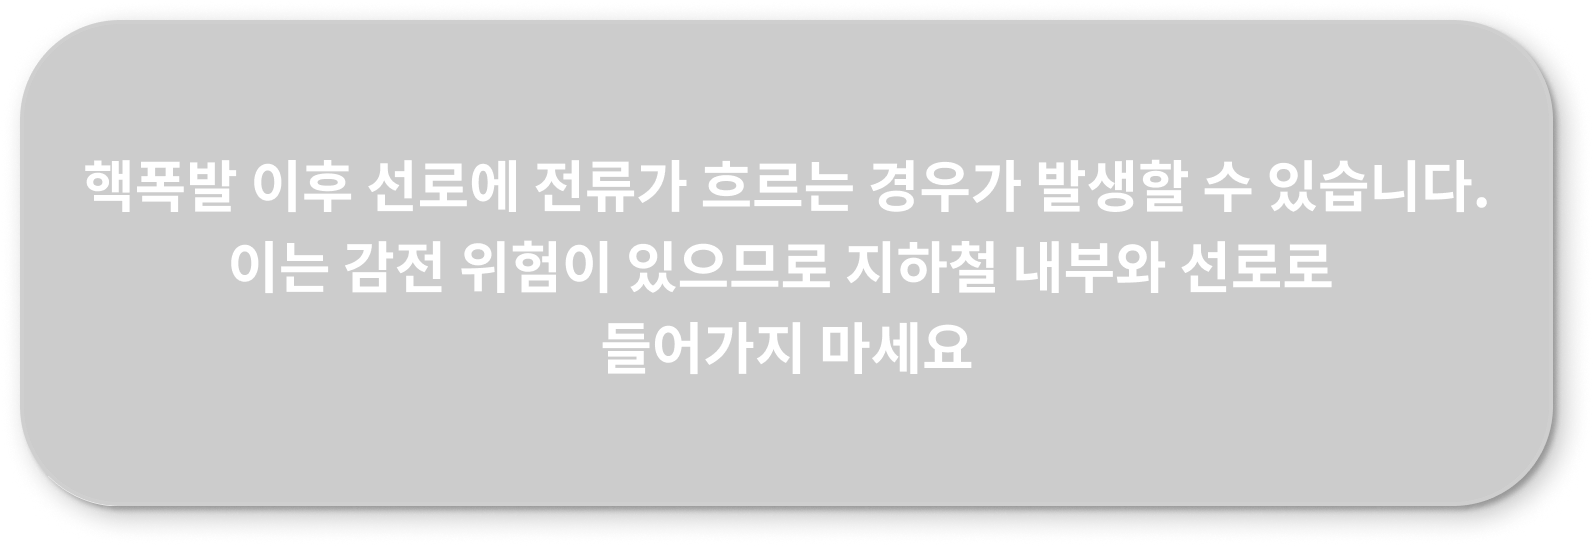 핵폭발 이후 선로에 전류가 흐르는 경우가 발생할 수 있습니다.
이는 감전 위험이 있으므로 지하철 내부와 선로로
들어가지 마세요